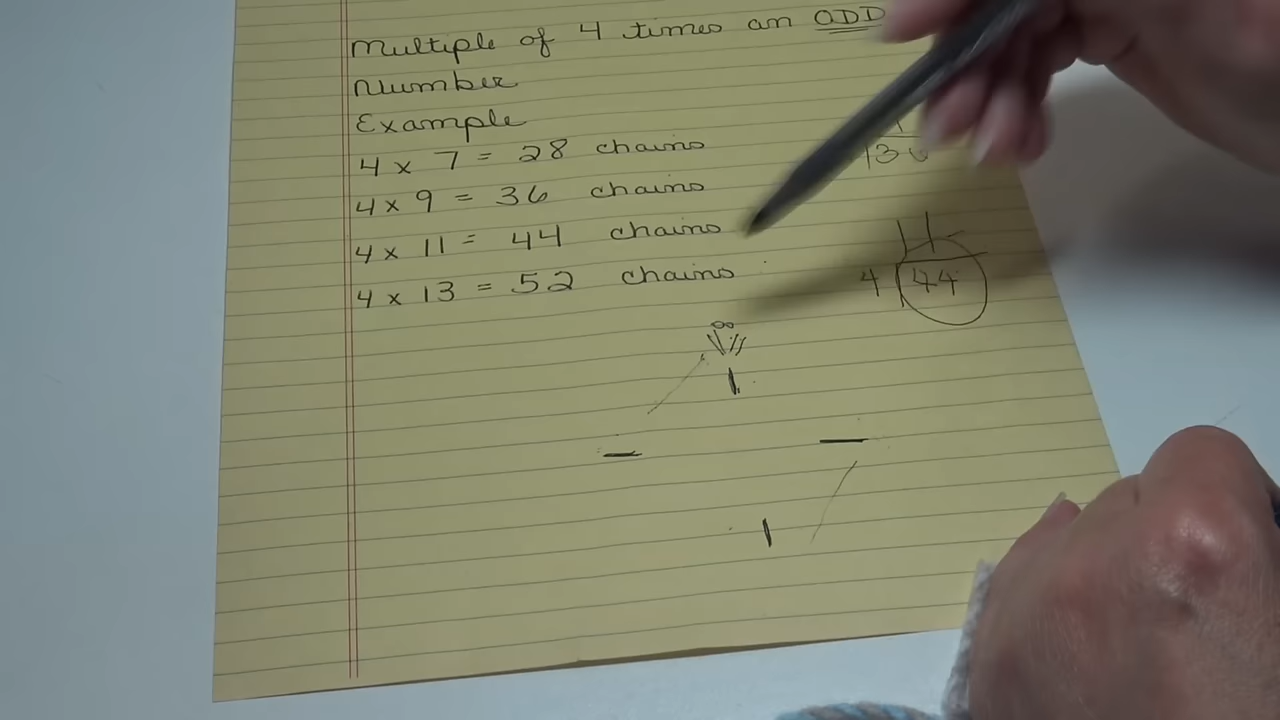 Multiple of 4 times an ODD
Number
Example
4 x 7 = 28 chains
4 x 9 = 36 chains
4 x 11 = 44 chains
4 x 13 = 52 chains
11
4 44